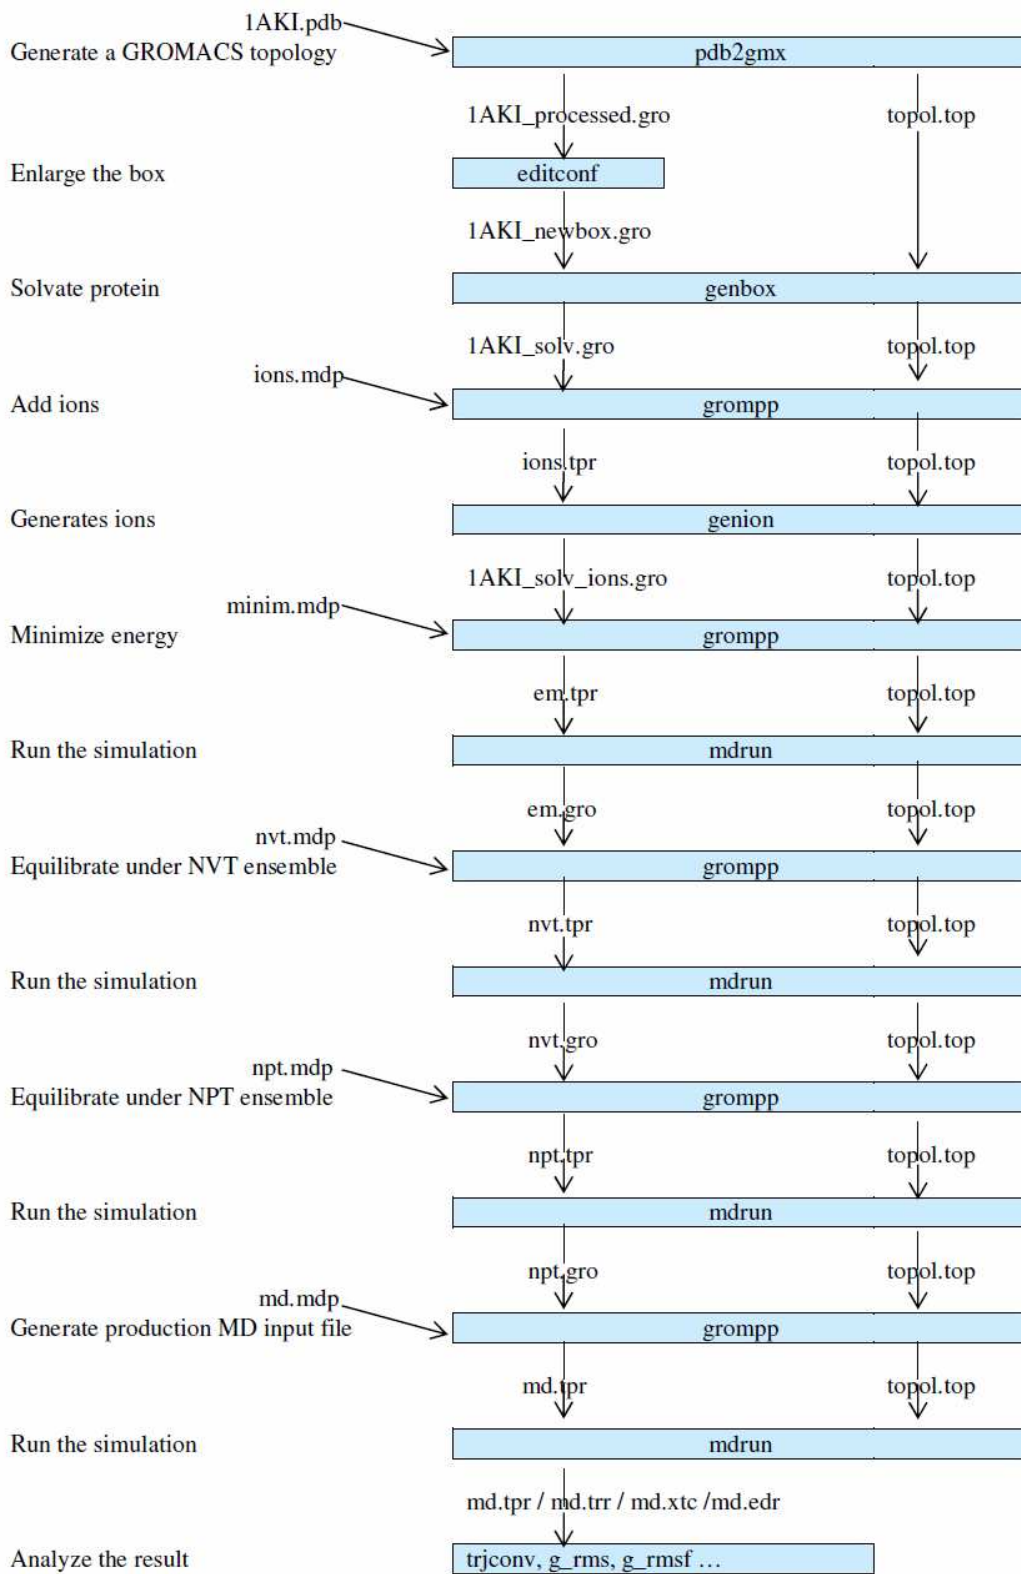 1AKI.pdb
Generate a GROMACS topology
pdb2gmx
1AKI_processed.gro topol.top
Enlarge the box editconf
1AKI_newbox.gro
Solvate protein genbox
1AKI_solv.gro topol.top
ions.mdp
Add ions grompp
ions.tpr topol.top
Generates ions genion
1AKI_solv_ions.gro topol.top
minim.mdp
Minimize energy grompp
em.tpr topol.top
Run the simulation mdrun
em.gro topol.top
nvt.mdp
Equilibrate under NVT ensemble grompp
nvt.tpr topol.top
Run the simulation mdrun
nvt.gro topol.top
npt.mdp
Equilibrate under NPT ensemble grompp
npt.tpr topol.top
Run the simulation mdrun
npt.gro topol.top
md.mdp
Generate production MD input file grompp
md.tpr topol.top
Run the simulation mdrun
md.tpr / md.trr / md.xtc /md.edr
Analyze the result trjconv, g_rms, g_rmsf …